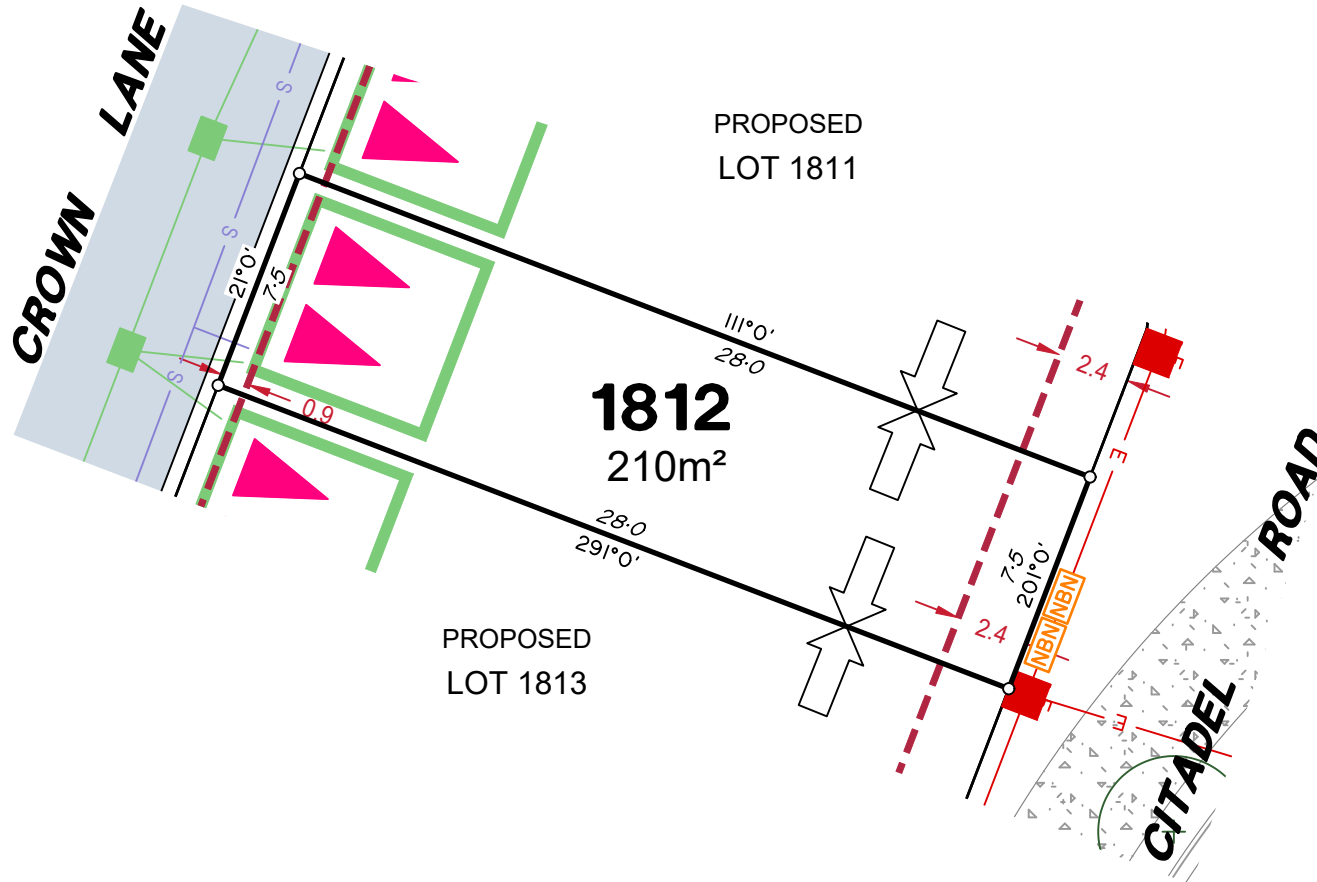 CROWN LANE
S
S
S
21°0'
7·5
0.9
PROPOSED
LOT 1811
111°0'
28·0
1812
210m²
28·0
291°0'
PROPOSED
LOT 1813
2.4
2.4
7·5
201°0'
E
E
NBN
NBN
CITADEL ROAD